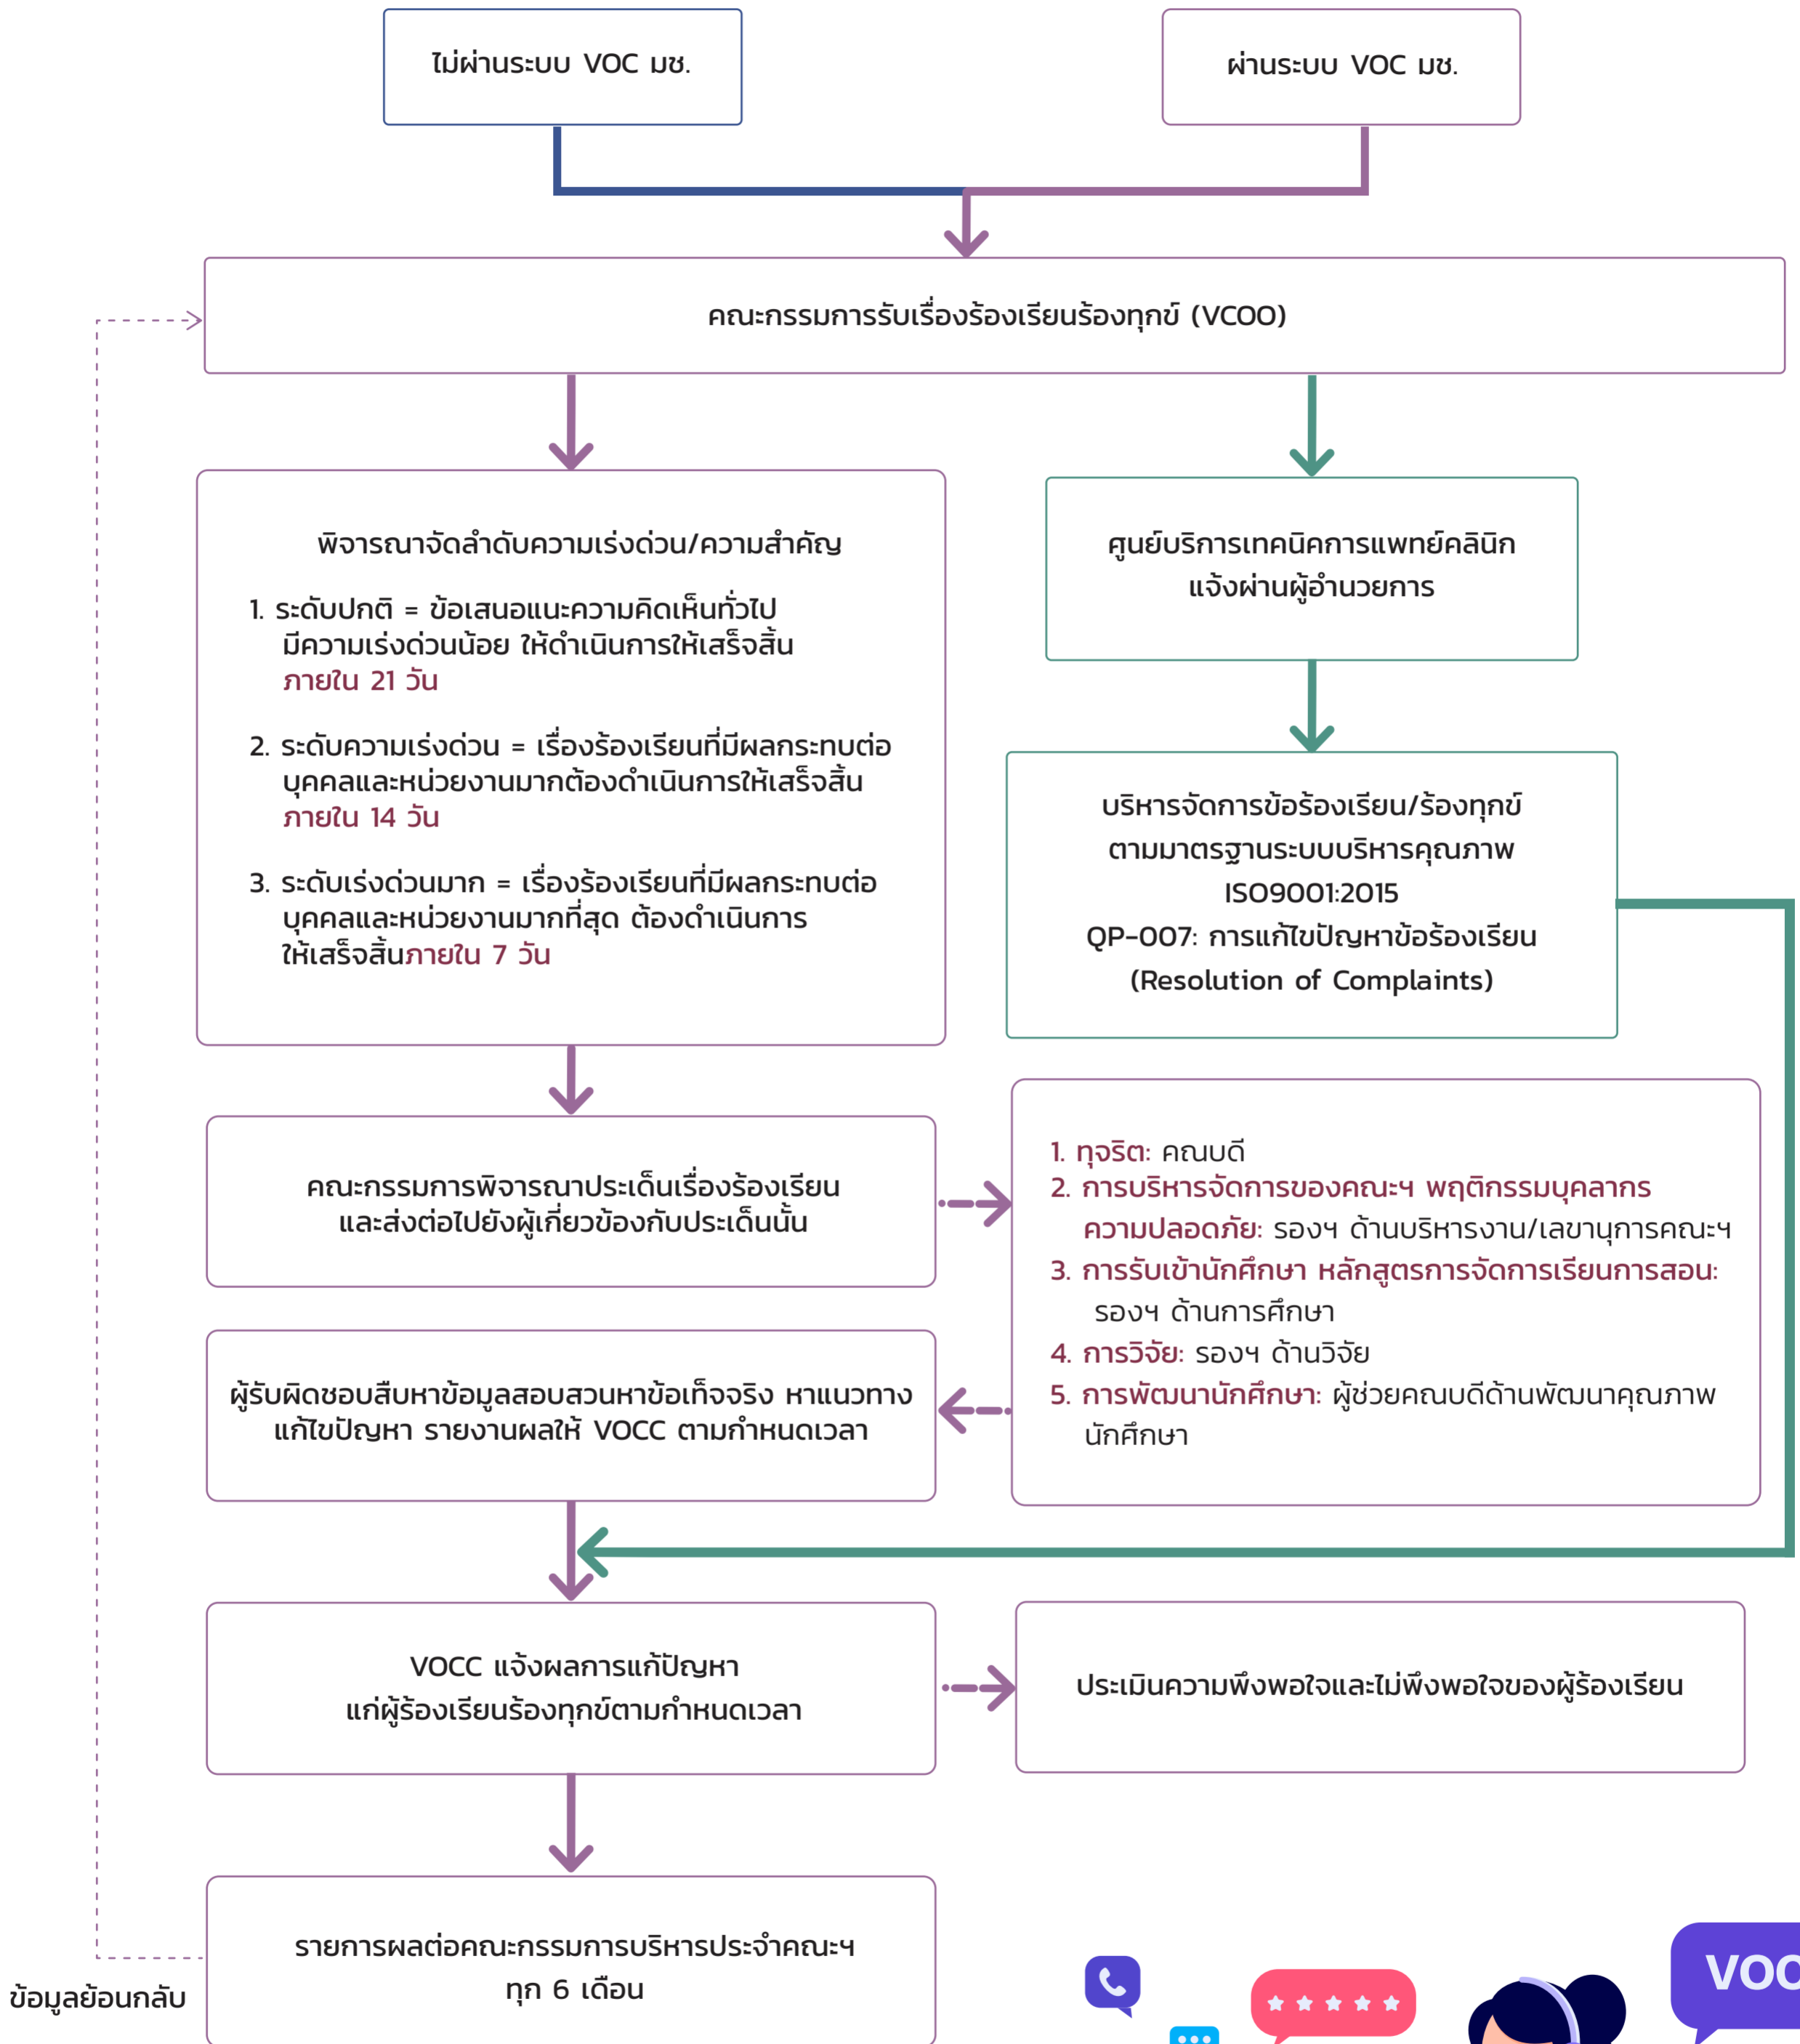 ไม่ผ่านระบบ VOC มช.
ผ่านระบบ VOC มช.
คณะกรรมการรับเรื่องร้องเรียนร้องทุกข์ (VCOO)
พิจารณาจัดลำดับความเร่งด่วน/ความสำคัญ
1. ระดับปกติ = ข้อเสนอแนะความคิดเห็นทั่วไป
มีความเร่งด่วนน้อย ให้ดำเนินการให้เสร็จสิ้น
ภายใน 21 วัน
2. ระดับความเร่งด่วน = เรื่องร้องเรียนที่มีผลกระทบต่อ
บุคคลและหน่วยงานมากต้องดำเนินการให้เสร็จสิ้น
ภายใน 14 วัน
3. ระดับเร่งด่วนมาก = เรื่องร้องเรียนที่มีผลกระทบต่อ
บุคคลและหน่วยงานมากที่สุด ต้องดำเนินการ
ให้เสร็จสิ้นภายใน 7 วัน
ศูนย์บริการเทคนิคการแพทย์คลินิก
แจ้งผ่านผู้อำนวยการ
บริหารจัดการข้อร้องเรียน/ร้องทุกข์
ตามมาตรฐานระบบบริหารคุณภาพ
ISO9001:2015
QP-007: การแก้ไขปัญหาข้อร้องเรียน
(Resolution of Complaints)
คณะกรรมการพิจารณาประเด็นเรื่องร้องเรียน
และส่งต่อไปยังผู้เกี่ยวข้องกับประเด็นนั้น
1. ทุจริต: คณบดี
2. การบริหารจัดการของคณะฯ พฤติกรรมบุคลากร
ความปลอดภัย: รองฯ ด้านบริหารงาน/เลขานุการคณะฯ
3. การรับเข้านักศึกษา หลักสูตรการจัดการเรียนการสอน:
รองฯ ด้านการศึกษา
4. การวิจัย: รองฯ ด้านวิจัย
5. การพัฒนานักศึกษา: ผู้ช่วยคณบดีด้านพัฒนาคุณภาพ
นักศึกษา
ผู้รับผิดชอบสืบหาข้อมูลสอบสวนหาข้อเท็จจริง หาแนวทาง
แก้ไขปัญหา รายงานผลให้ VOCC ตามกำหนดเวลา
VOCC แจ้งผลการแก้ปัญหา
แก่ผู้ร้องเรียนร้องทุกข์ตามกำหนดเวลา
ประเมินความพึงพอใจและไม่พึงพอใจของผู้ร้องเรียน
รายการผลต่อคณะกรรมการบริหารประจำคณะฯ
ทุก 6 เดือน
ข้อมูลย้อนกลับ